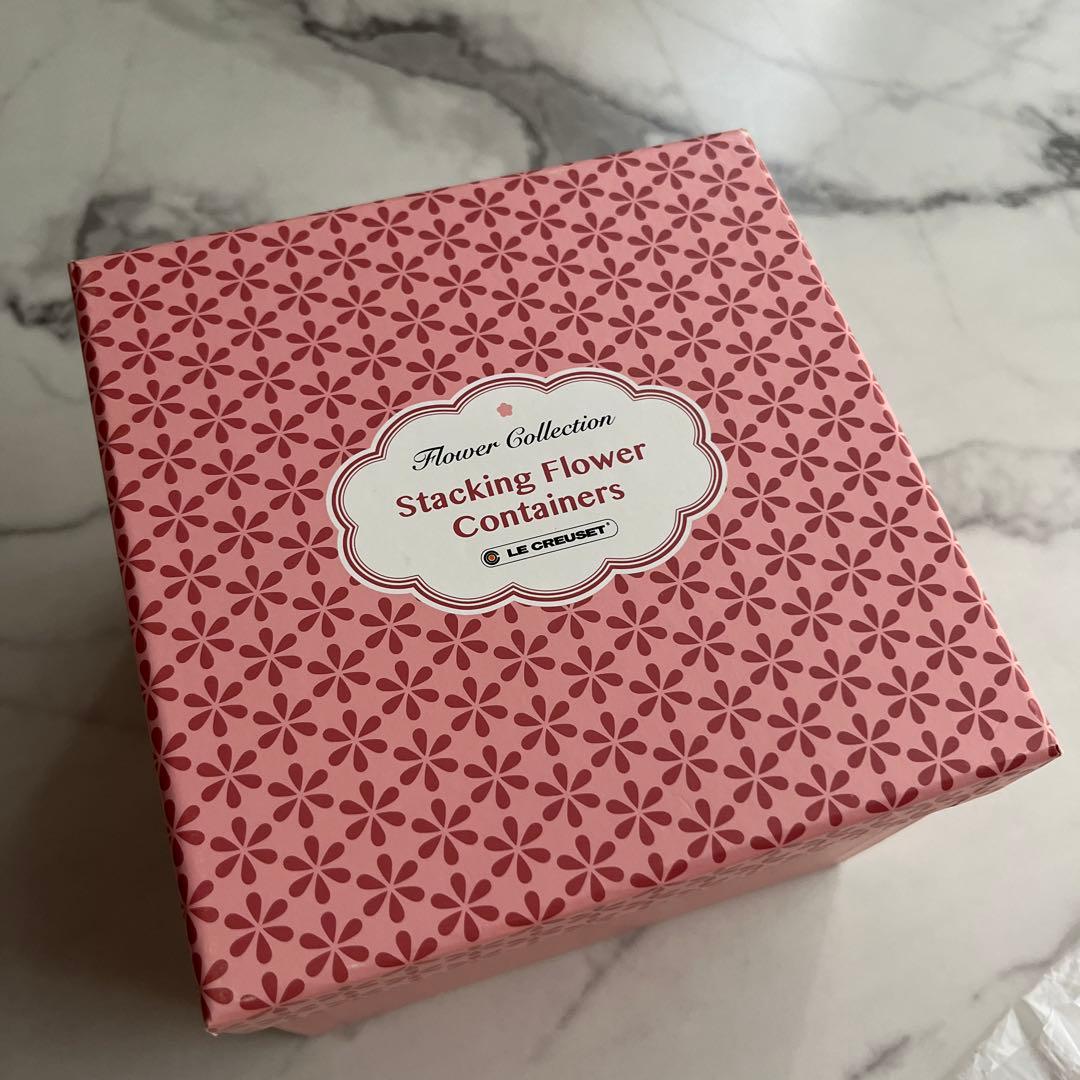 Flower Collection
Stacking Flower
Containers
LE CREUSET®